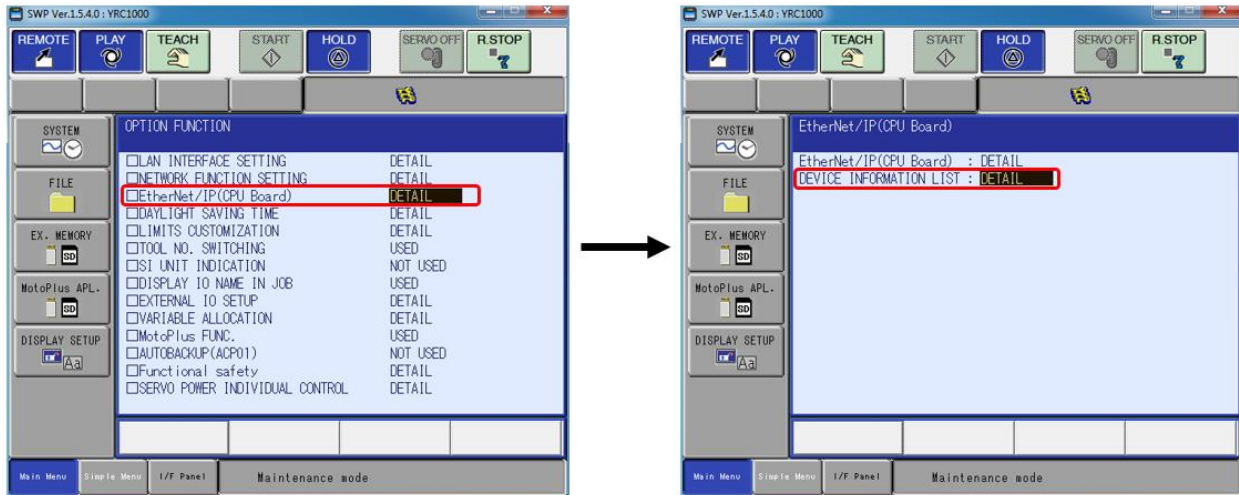 SWP Ver.1.5.4.0 : YRC1000
REMOTE PLAY TEACH START HOLD SERVO OFF R.STOP
SYSTEM
FILE
EX. MEMORY
SD
MotoPlus APL.
SD
DISPLAY SETUP
Aa
OPTION FUNCTION
□LAN INTERFACE SETTING DETAIL
□NETWORK FUNCTION SETTING DETAIL
□EtherNet/IP(CPU Board) DETAIL
□DAYLIGHT SAVING TIME DETAIL
□LIMITS CUSTOMIZATION DETAIL
□TOOL NO. SWITCHING USED
□SI UNIT INDICATION NOT USED
□DISPLAY IO NAME IN JOB USED
□EXTERNAL IO SETUP DETAIL
□VARIABLE ALLOCATION DETAIL
□MotoPlus FUNC. USED
□AUTOBACKUP(ACP01) NOT USED
□Functional safety DETAIL
□SERVO POWER INDIVIDUAL CONTROL DETAIL
Main Menu Simple Menu I/F Panel Maintenance mode
SWP Ver.1.5.4.0 : YRC1000
REMOTE PLAY TEACH START HOLD SERVO OFF R.STOP
SYSTEM
FILE
EX. MEMORY
SD
MotoPlus APL.
SD
DISPLAY SETUP
Aa
EtherNet/IP(CPU Board)
EtherNet/IP(CPU Board) : DETAIL
DEVICE INFORMATION LIST : DETAIL
Main Menu Simple Menu I/F Panel Maintenance mode